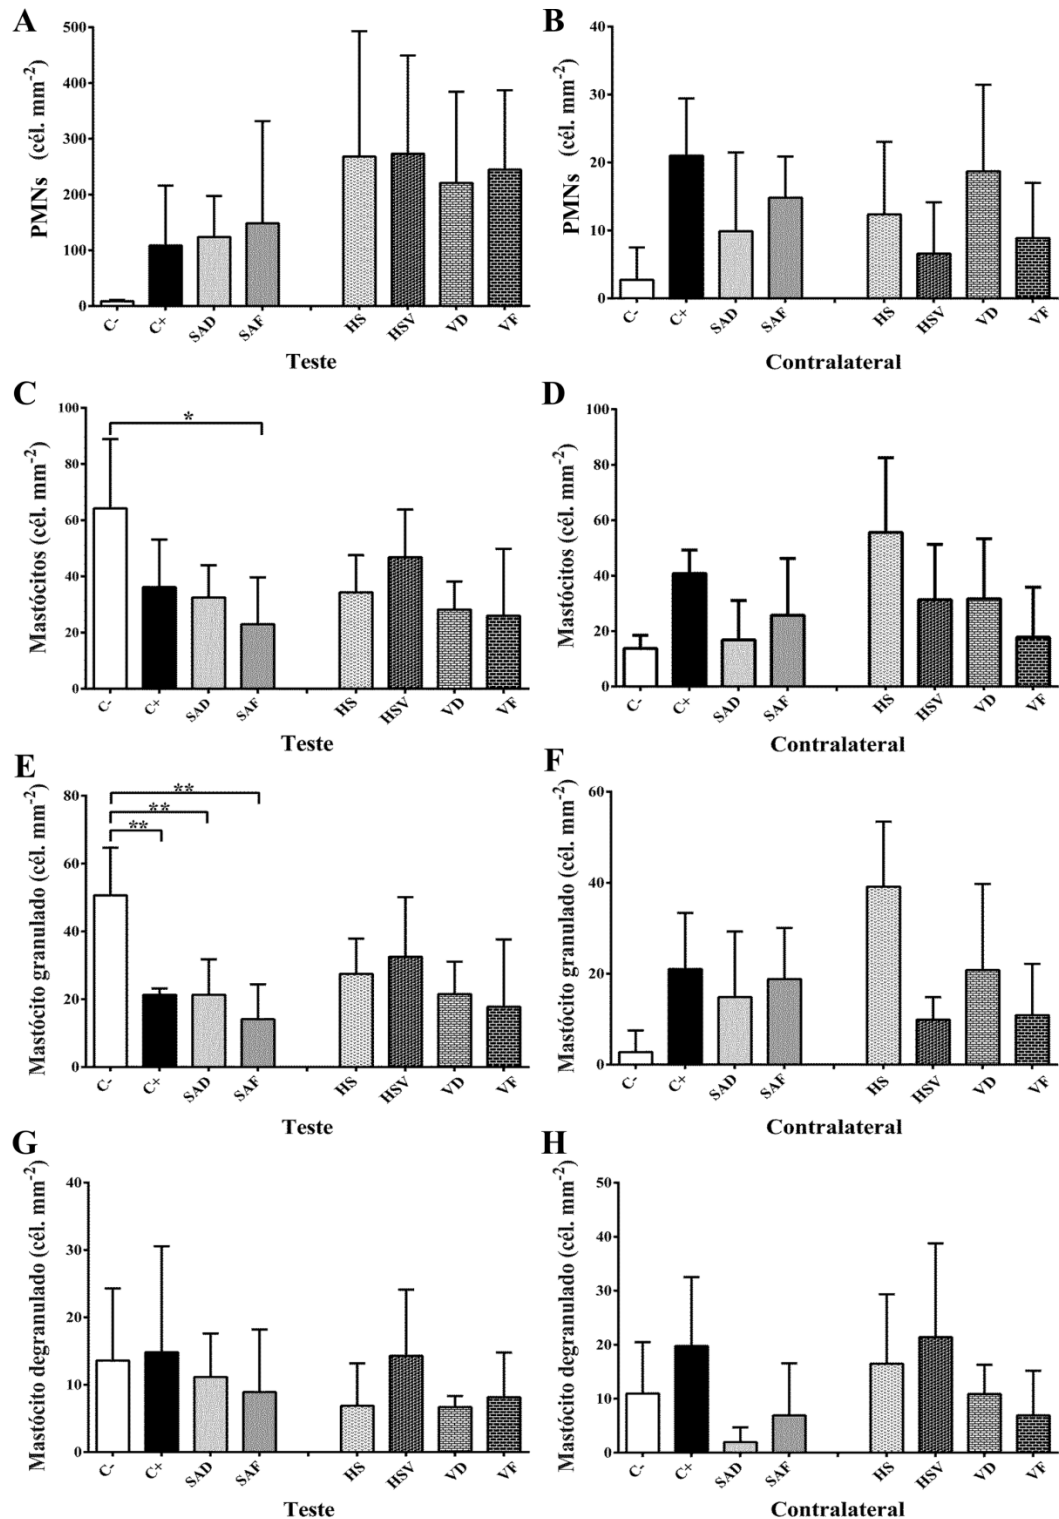 A
PMNs (cél. mm-2)
500
400
300
200
100
0
C- C+ SAD SAF HS HSV VD VF
Teste
B
PMNs (cél. mm-2)
40
30
20
10
0
C- C+ SAD SAF HS HSV VD VF
Contralateral
C
Mastócitos (cél. mm-2)
100
80
60
40
20
0
*
C- C+ SAD SAF HS HSV VD VF
Teste
D
Mastócitos (cél. mm-2)
100
80
60
40
20
0
C- C+ SAD SAF HS HSV VD VF
Contralateral
E
Mastócito granulado (cél. mm-2)
80
60
40
20
0
**
**
**
C- C+ SAD SAF HS HSV VD VF
Teste
F
Mastócito granulado (cél. mm-2)
60
40
20
0
C- C+ SAD SAF HS HSV VD VF
Contralateral
G
Mastócito degranulado (cél. mm-2)
40
30
20
10
0
C- C+ SAD SAF HS HSV VD VF
Teste
H
Mastócito degranulado (cél. mm-2)
50
40
30
20
10
0
C- C+ SAD SAF HS HSV VD VF
Contralateral